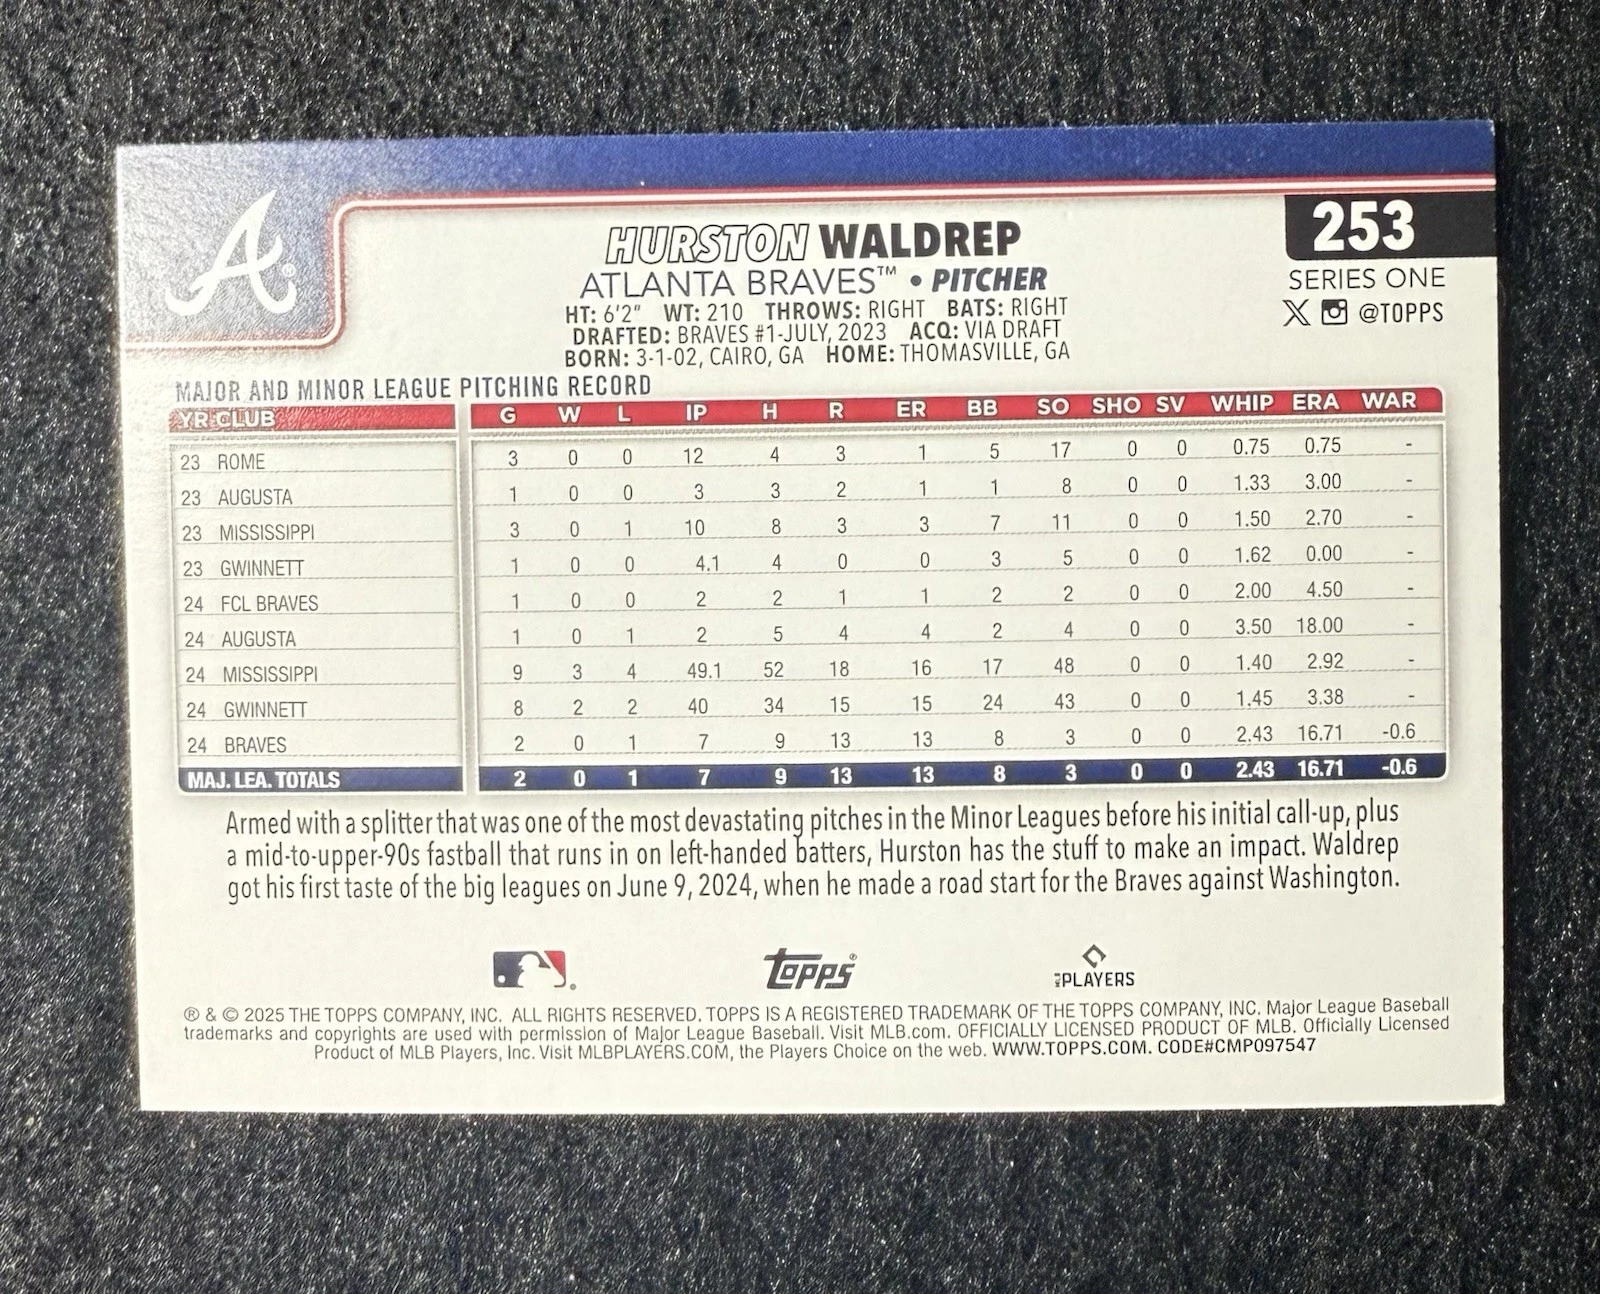 A
253
HURSTON WALDREP
ATLANTA BRAVES™ • PITCHER
SERIES ONE
HT: 6'2" WT: 210 THROWS: RIGHT BATS: RIGHT
@TOPPS
DRAFTED: BRAVES #1-JULY, 2023 ACQ: VIA DRAFT
BORN: 3-1-02, CAIRO, GA HOME: THOMASVILLE, GA
MAJOR AND MINOR LEAGUE PITCHING RECORD
YR CLUB G W L IP H R ER BB SO SHO SV WHIP ERA WAR
23 ROME 3 0 0 12 4 3 1 5 17 0 0 0.75 0.75 -
23 AUGUSTA 1 0 0 3 3 2 1 1 8 0 0 1.33 3.00 -
23 MISSISSIPPI 3 0 1 10 8 3 3 7 11 0 0 1.50 2.70 -
23 GWINNETT 1 0 0 4.1 4 0 0 3 5 0 0 1.62 0.00 -
24 FCL BRAVES 1 0 0 2 2 1 1 2 2 0 0 2.00 4.50 -
24 AUGUSTA 1 0 1 2 5 4 4 2 4 0 0 3.50 18.00 -
24 MISSISSIPPI 9 3 4 49.1 52 18 16 17 48 0 0 1.40 2.92 -
24 GWINNETT 8 2 2 40 34 15 15 24 43 0 0 1.45 3.38 -
24 BRAVES 2 0 1 7 9 13 13 8 3 0 0 2.43 16.71 -0.6
MAJ. LEA. TOTALS 2 0 1 7 9 13 13 8 3 0 0 2.43 16.71 -0.6
Armed with a splitter that was one of the most devastating pitches in the Minor Leagues before his initial call-up, plus
a mid-to-upper-90s fastball that runs in on left-handed batters, Hurston has the stuff to make an impact. Waldrep
got his first taste of the big leagues on June 9, 2024, when he made a road start for the Braves against Washington.
topps® MLB PLAYERS
® & © 2025 THE TOPPS COMPANY, INC. ALL RIGHTS RESERVED. TOPPS IS A REGISTERED TRADEMARK OF THE TOPPS COMPANY, INC. Major League Baseball
trademarks and copyrights are used with permission of Major League Baseball. Visit MLB.com. OFFICIALLY LICENSED PRODUCT OF MLB. Officially Licensed
Product of MLB Players, Inc. Visit MLBPLAYERS.COM, the Players Choice on the web. WWW.TOPPS.COM. CODE#CMP097547